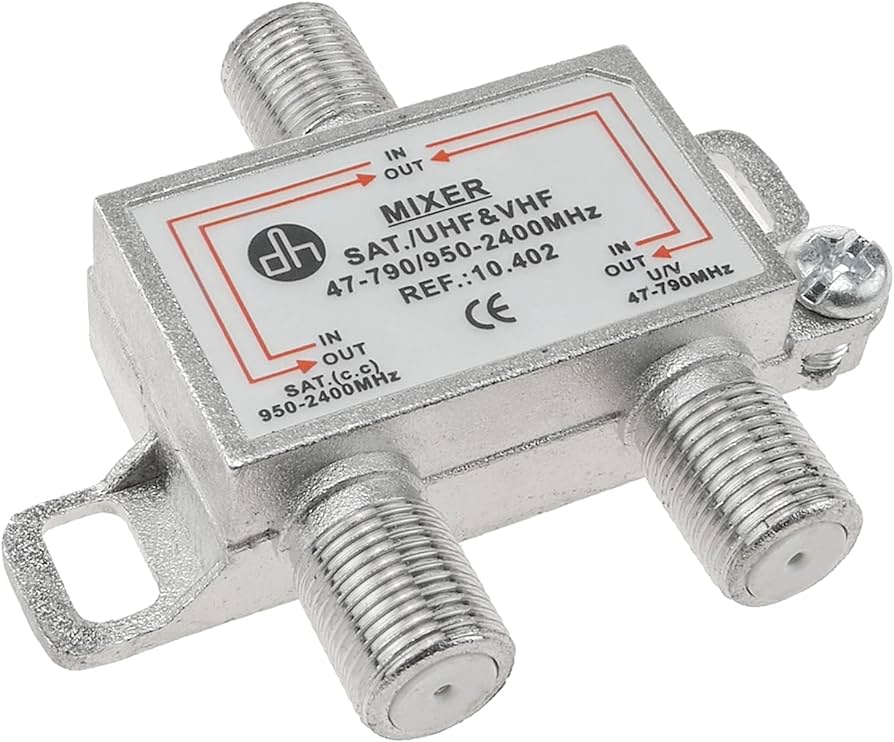 IN
OUT
MIXER
SAT./UHF&VHF
47-790/950-2400MHz
REF.:10.402
CE
dh
IN
OUT
U/V
47-790MHz
IN
OUT
SAT.(c.c)
950-2400MHz